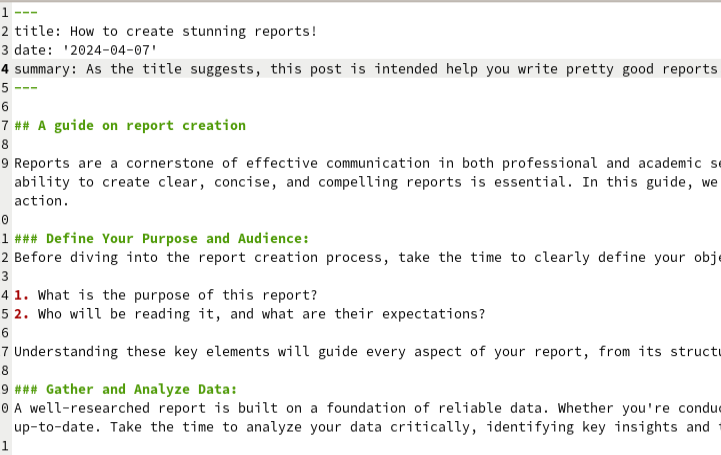 1 ---
2 title: How to create stunning reports!
3 date: '2024-04-07'
4 summary: As the title suggests, this post is intended help you write pretty good reports
5 ---
6
7 ## A guide on report creation
8
9 Reports are a cornerstone of effective communication in both professional and academic
ability to create clear, concise, and compelling reports is essential. In this guide, we
action.
0
1 ### Define Your Purpose and Audience:
2 Before diving into the report creation process, take the time to clearly define your
3
4 1. What is the purpose of this report?
5 2. Who will be reading it, and what are their expectations?
6
7 Understanding these key elements will guide every aspect of your report, from its
8
9 ### Gather and Analyze Data:
0 A well-researched report is built on a foundation of reliable data. Whether you're
up-to-date. Take the time to analyze your data critically, identifying key insights and
1